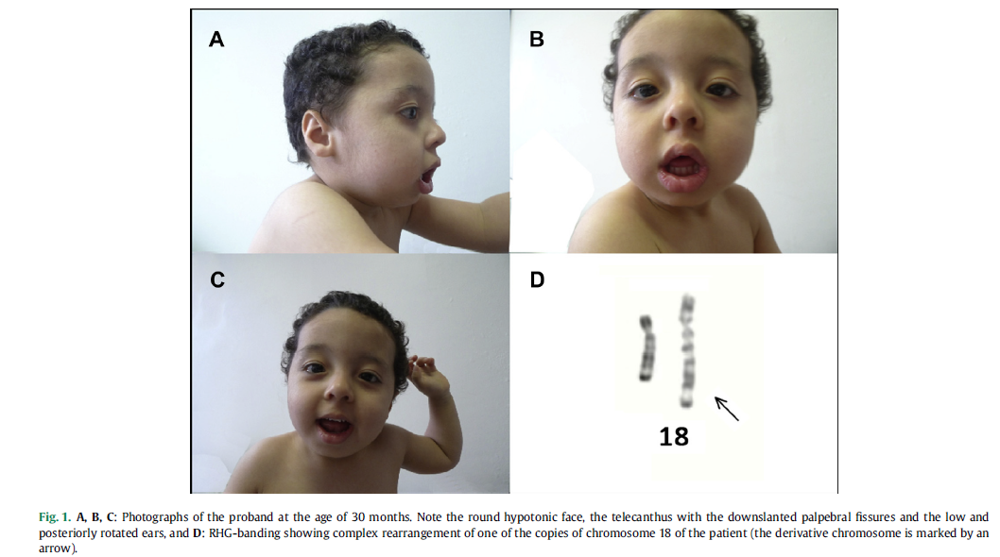 A
B
C
D
18
Fig. 1. A, B, C: Photographs of the proband at the age of 30 months. Note the round hypotonic face, the telecanthus with the downslanted palpebral fissures and the low and
posteriorly rotated ears, and D: RHG-banding showing complex rearrangement of one of the copies of chromosome 18 of the patient (the derivative chromosome is marked by an
arrow).